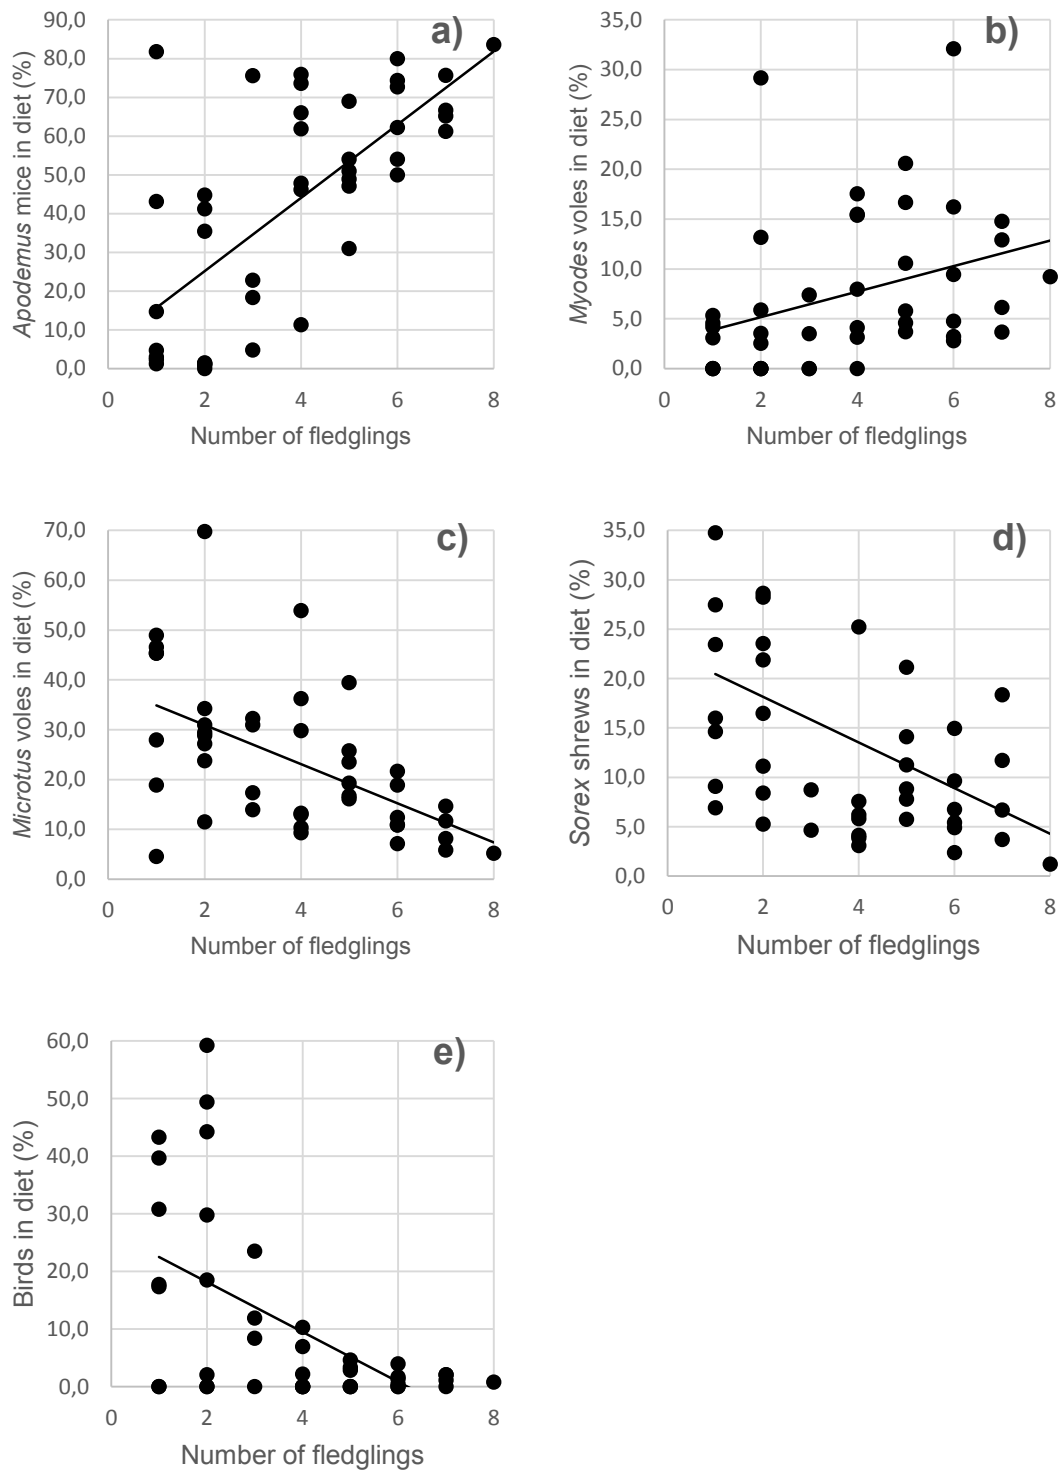 a)
Apodemus mice in diet (%)
90,0
80,0
70,0
60,0
50,0
40,0
30,0
20,0
10,0
0,0
0 2 4 6 8
Number of fledglings
b)
Myodes voles in diet (%)
35,0
30,0
25,0
20,0
15,0
10,0
5,0
0,0
0 2 4 6 8
Number of fledglings
c)
Microtus voles in diet (%)
70,0
60,0
50,0
40,0
30,0
20,0
10,0
0,0
0 2 4 6 8
Number of fledglings
d)
Sorex shrews in diet (%)
35,0
30,0
25,0
20,0
15,0
10,0
5,0
0,0
0 2 4 6 8
Number of fledglings
e)
Birds in diet (%)
60,0
50,0
40,0
30,0
20,0
10,0
0,0
0 2 4 6 8
Number of fledglings